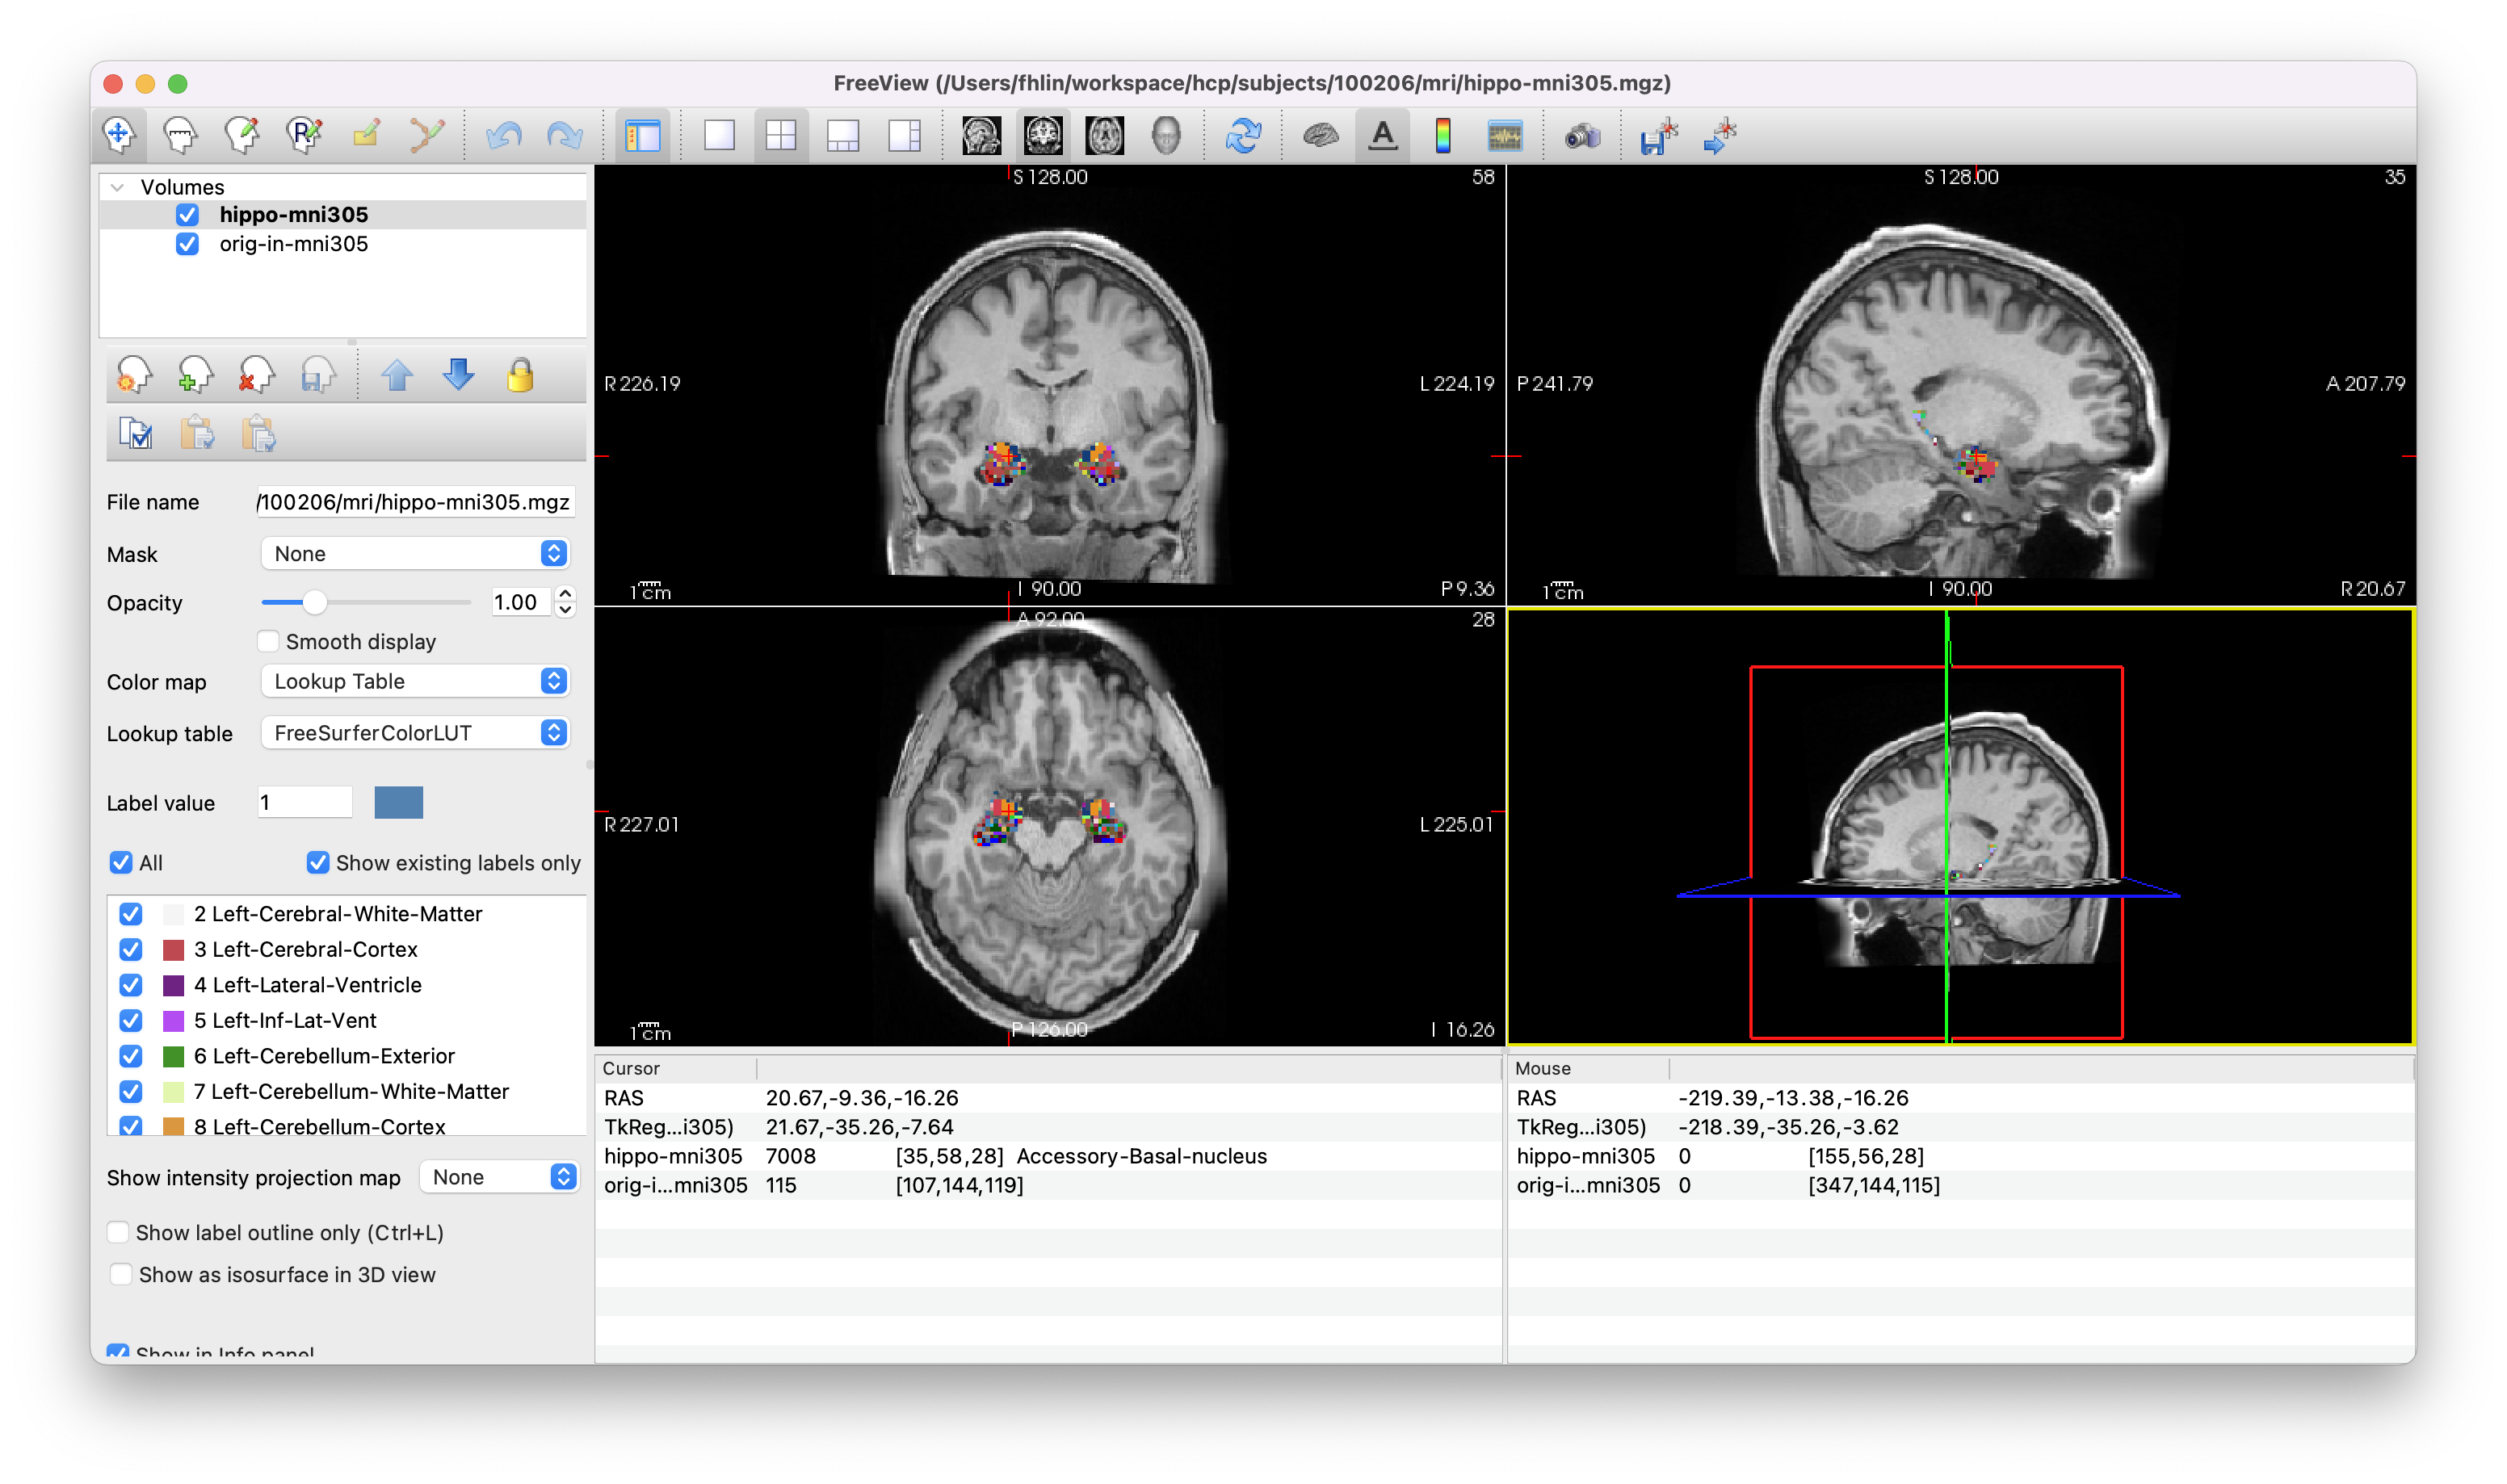 FreeView (/Users/fhlin/workspace/hcp/subjects/100206/mri/hippo-mni305.mgz)
R
A
Volumes
hippo-mni305
orig-in-mni305
File name /100206/mri/hippo-mni305.mgz
Mask None
Opacity 1.00
Smooth display
Color map Lookup Table
Lookup table FreeSurferColorLUT
Label value 1
All Show existing labels only
2 Left-Cerebral-White-Matter
3 Left-Cerebral-Cortex
4 Left-Lateral-Ventricle
5 Left-Inf-Lat-Vent
6 Left-Cerebellum-Exterior
7 Left-Cerebellum-White-Matter
8 Left-Cerebellum-Cortex
Show intensity projection map None
Show label outline only (Ctrl+L)
Show as isosurface in 3D view
Show in Info panel
S 128.00 58
R 226.19 L 224.19
1 cm I 90.00 P 9.36
S 128.00 35
P 241.79 A 207.79
1 cm I 90.00 R 20.67
A 92.00 28
R 227.01 L 225.01
1 cm P 126.00 I 16.26
Cursor
RAS 20.67,-9.36,-16.26
TkReg...i305) 21.67,-35.26,-7.64
hippo-mni305 7008 [35,58,28] Accessory-Basal-nucleus
orig-i...mni305 115 [107,144,119]
Mouse
RAS -219.39,-13.38,-16.26
TkReg...i305) -218.39,-35.26,-3.62
hippo-mni305 0 [155,56,28]
orig-i...mni305 0 [347,144,115]